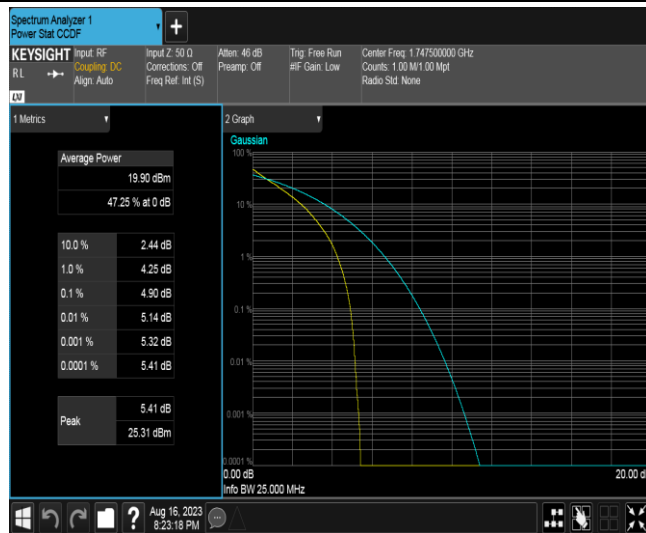 Spectrum Analyzer 1
Power Stat CCDF
+
KEYSIGHT
RL
LXI
Input: RF
Coupling: DC
Align: Auto
Input Z: 50 Ω
Corrections: Off
Freq Ref: Int (S)
Atten: 46 dB
Preamp: Off
Trig: Free Run
#IF Gain: Low
Center Freq: 1.747500000 GHz
Counts: 1.00 M/1.00 Mpt
Radio Std: None
1 Metrics
Average Power
19.90 dBm
47.25 % at 0 dB
10.0 % 2.44 dB
1.0 % 4.25 dB
0.1 % 4.90 dB
0.01 % 5.14 dB
0.001 % 5.32 dB
0.0001 % 5.41 dB
Peak
5.41 dB
25.31 dBm
2 Graph
Gaussian
100 %
10 %
1 %
0.1 %
0.01 %
0.001 %
0.0001 %
0.00 dB
20.00 d
Info BW 25.000 MHz
?
Aug 16, 2023
8:23:18 PM